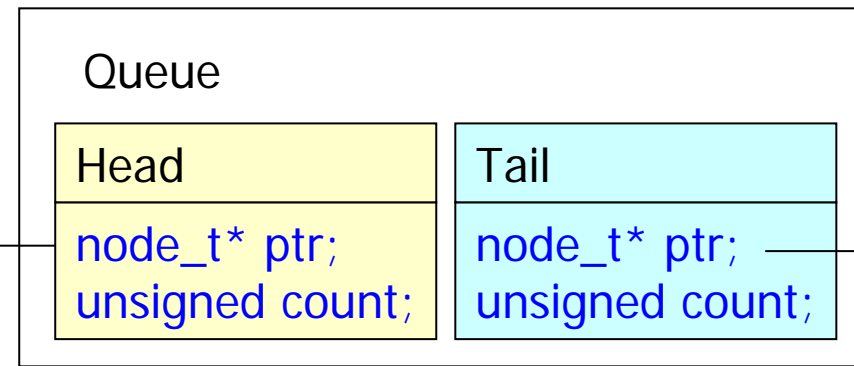 Queue
Head
node_t* ptr;
unsigned count;
Tail
node_t* ptr;
unsigned count;